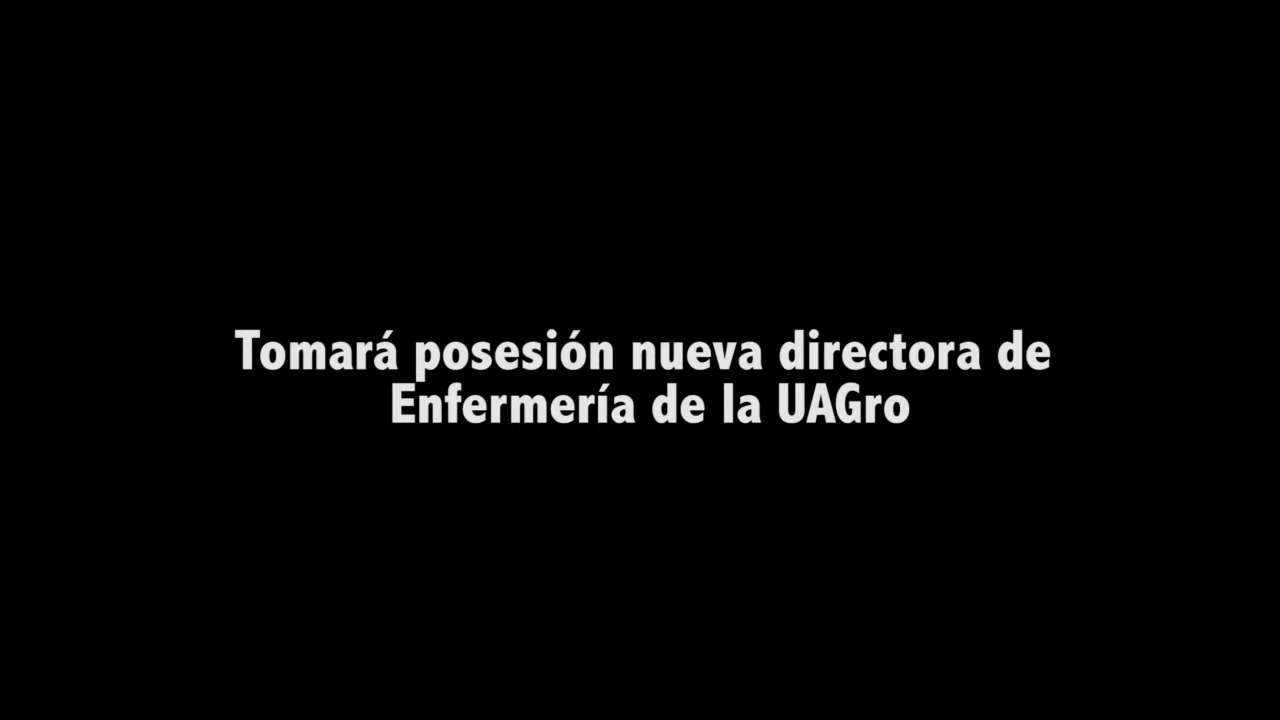 Tomará posesión nueva directora de
Enfermería de la UAGro